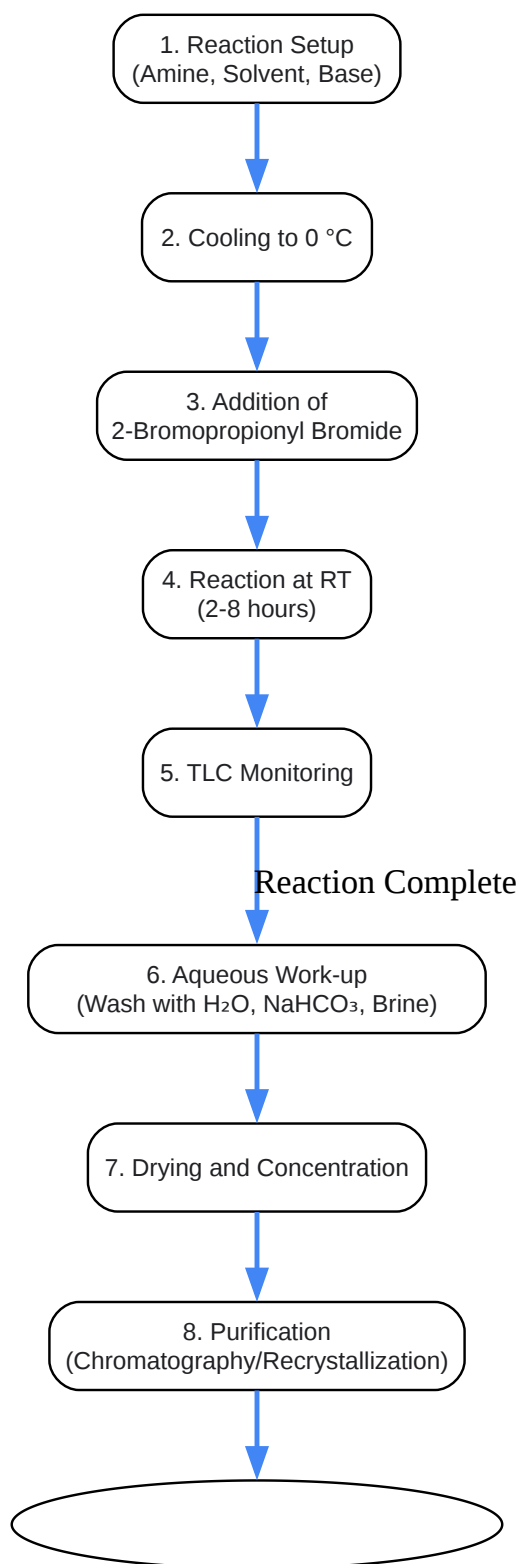 1. Reaction Setup
(Amine, Solvent, Base)
2. Cooling to 0 °C
3. Addition of
2-Bromopropionyl Bromide
4. Reaction at RT
(2-8 hours)
5. TLC Monitoring
Reaction Complete
6. Aqueous Work-up
(Wash with H₂O, NaHCO₃, Brine)
7. Drying and Concentration
8. Purification
(Chromatography/Recrystallization)